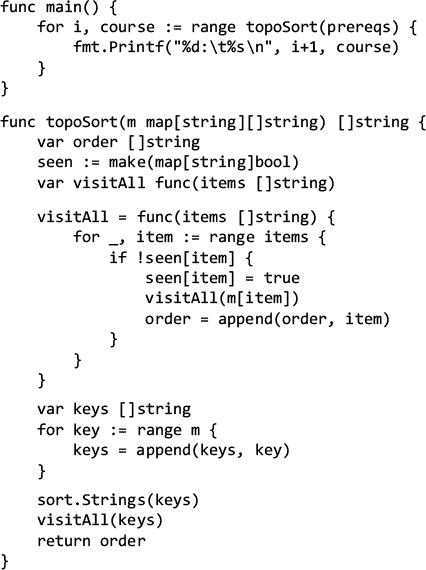 func main() {
    for i, course := range topoSort(prereqs) {
        fmt.Printf("%d:\t%s\n", i+1, course)
    }
}
func topoSort(m map[string][]string) []string {
    var order []string
    seen := make(map[string]bool)
    var visitAll func(items []string)
    visitAll = func(items []string) {
        for _, item := range items {
            if !seen[item] {
                seen[item] = true
                visitAll(m[item])
                order = append(order, item)
            }
        }
    }
    var keys []string
    for key := range m {
        keys = append(keys, key)
    }
    sort.Strings(keys)
    visitAll(keys)
    return order
}